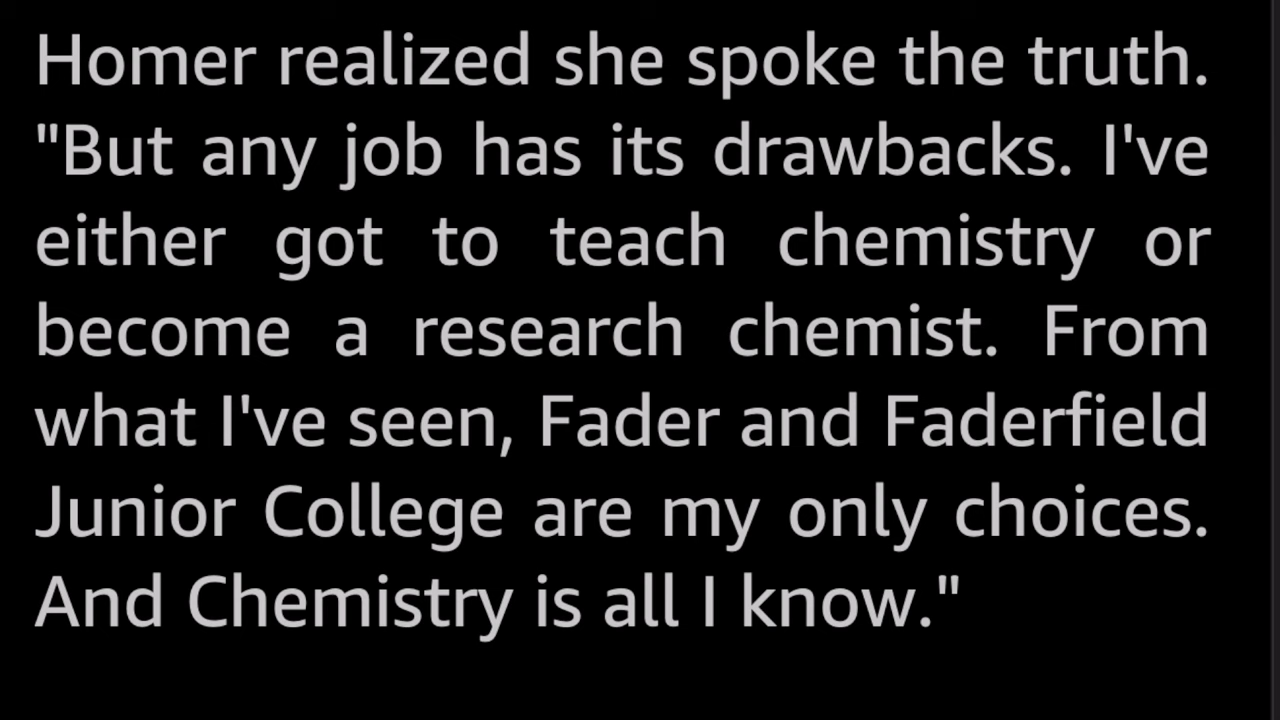 Homer realized she spoke the truth.
"But any job has its drawbacks. I've
either got to teach chemistry or
become a research chemist. From
what I've seen, Fader and Faderfield
Junior College are my only choices.
And Chemistry is all I know."